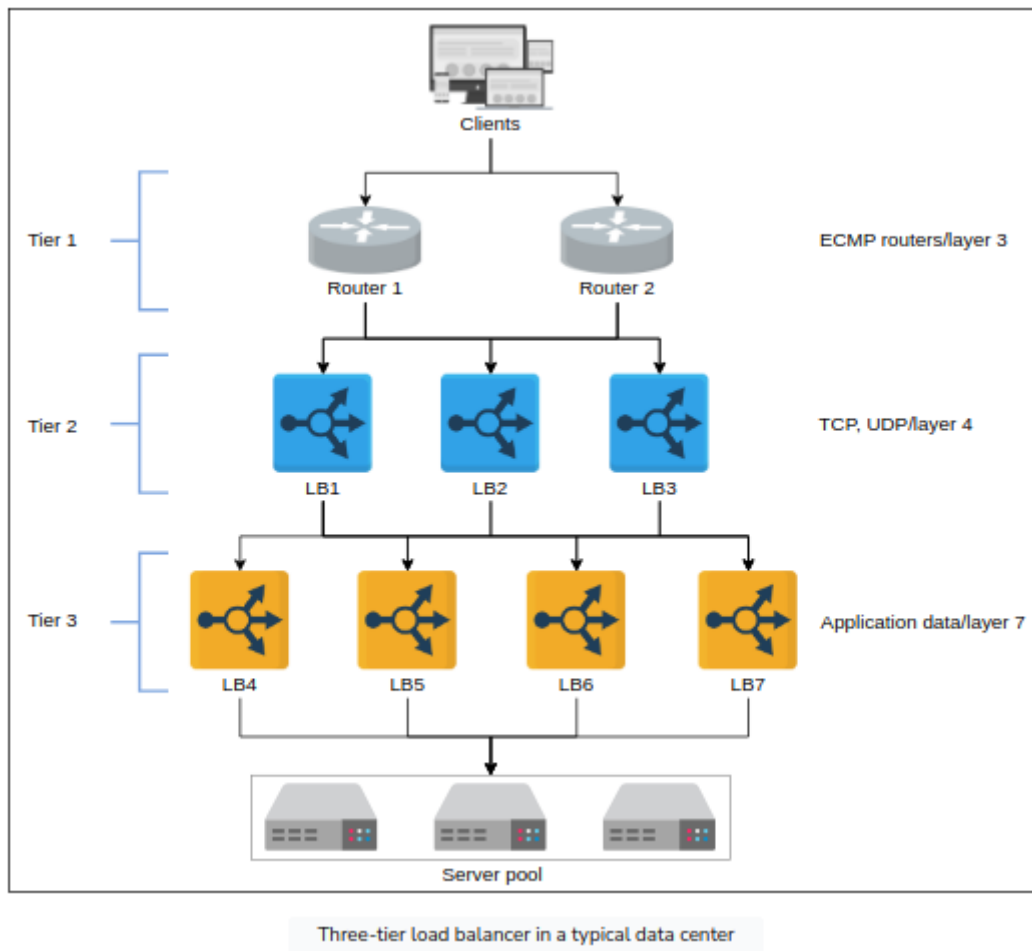 Clients
Tier 1
ECMP routers/layer 3
Router 1
Router 2
Tier 2
TCP, UDP/layer 4
LB1
LB2
LB3
Tier 3
Application data/layer 7
LB4
LB5
LB6
LB7
Server pool
Three-tier load balancer in a typical data center